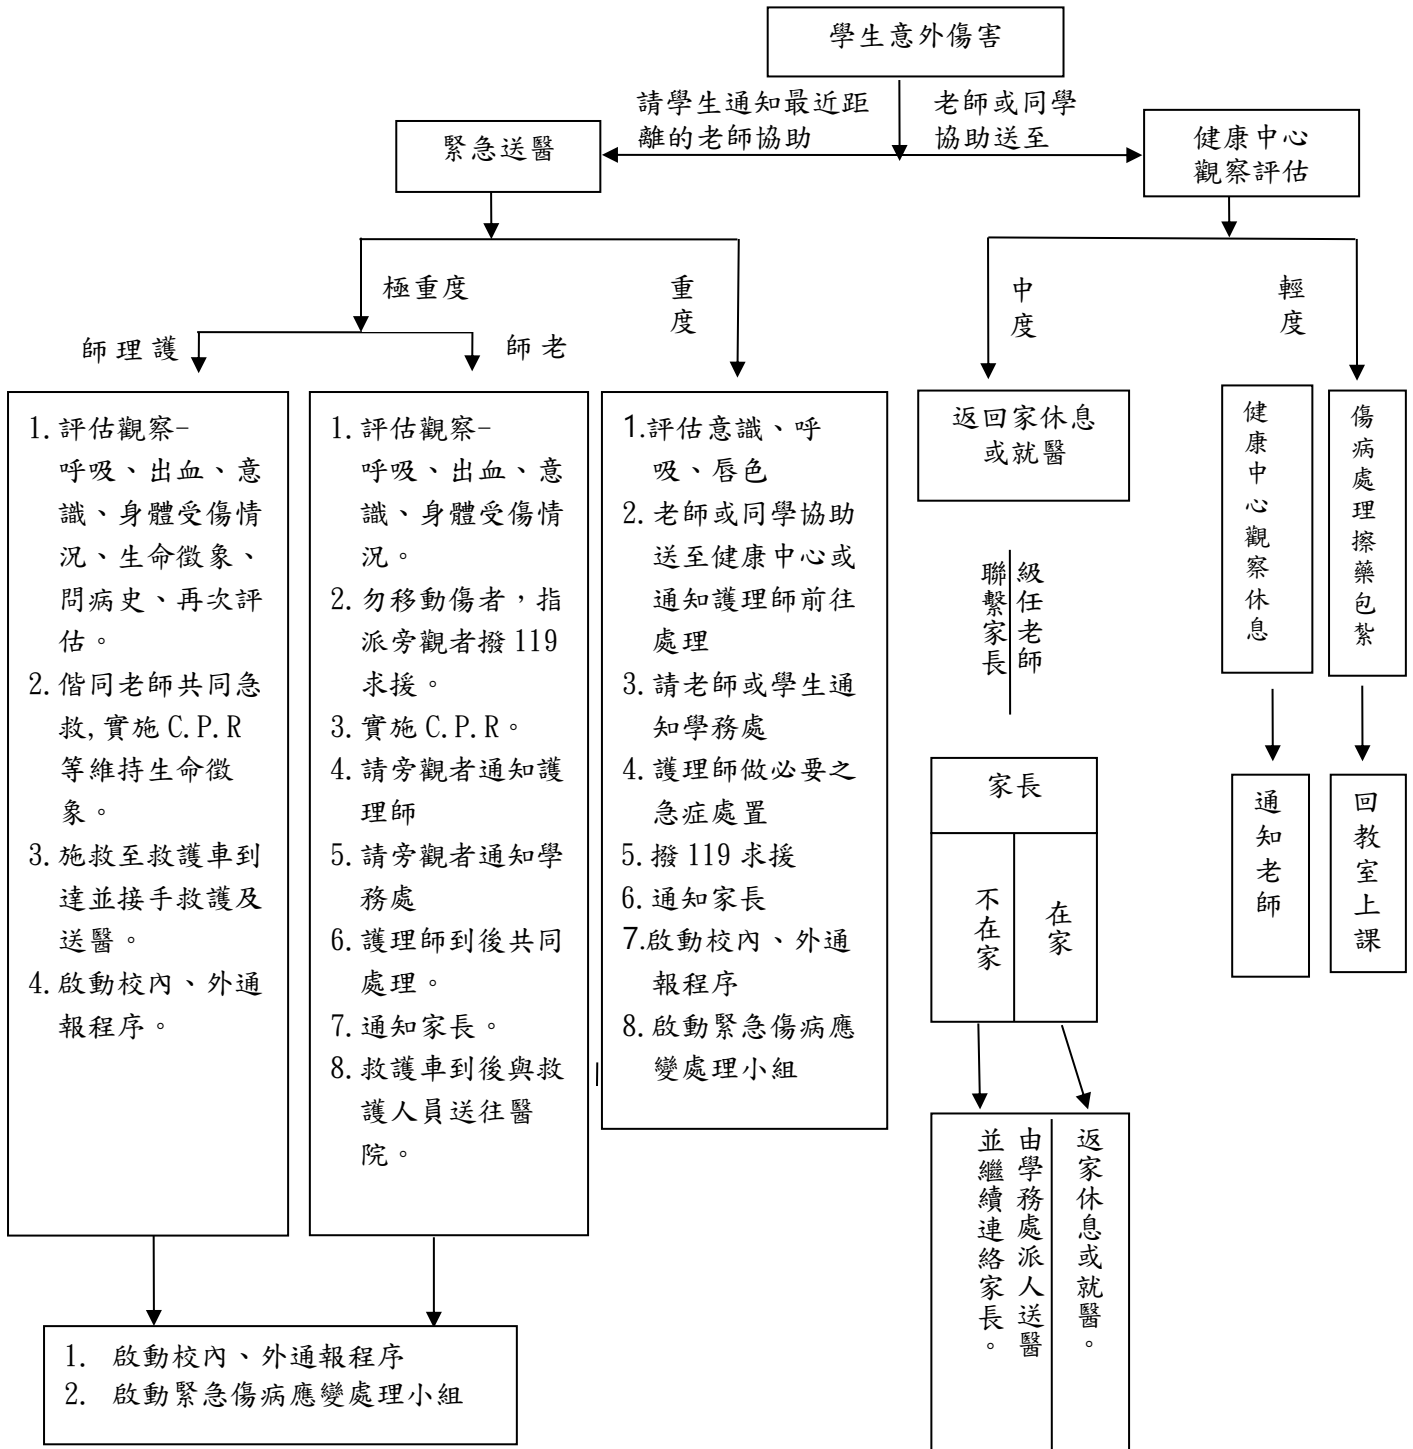 學生意外傷害
請學生通知最近距
離的老師協助
老師或同學
協助送至
緊急送醫
健康中心
觀察評估
極重度
重度
中度
輕度
師理護
師老
1.評估觀察-
呼吸、出血、意
識、身體受傷情
況、生命徵象、
問病史、再次評
估。
2.偕同老師共同急
救,實施C.P.R
等維持生命徵
象。
3.施救至救護車到
達並接手救護及
送醫。
4.啟動校內、外通
報程序。
1.評估觀察-
呼吸、出血、意
識、身體受傷情
況。
2.勿移動傷者,指
派旁觀者撥119
求援。
3.實施C.P.R。
4.請旁觀者通知護
理師
5.請旁觀者通知學
務處
6.護理師到後共同
處理。
7.通知家長。
8.救護車到後與救
護人員送往醫
院。
1.評估意識、呼
吸、唇色
2.老師或同學協助
送至健康中心或
通知護理師前往
處理
3.請老師或學生通
知學務處
4.護理師做必要之
急症處置
5.撥119求援
6.通知家長
7.啟動校內、外通
報程序
8.啟動緊急傷病應
變處理小組
返回家休息
或就醫
級任老師
聯繫家長
家長
不在家
在家
由學務處派人送醫
並繼續連絡家長。
返家休息或就醫。
健康中心觀察休息
傷病處理擦藥包紮
通知老師
回教室上課
1. 啟動校內、外通報程序
2. 啟動緊急傷病應變處理小組